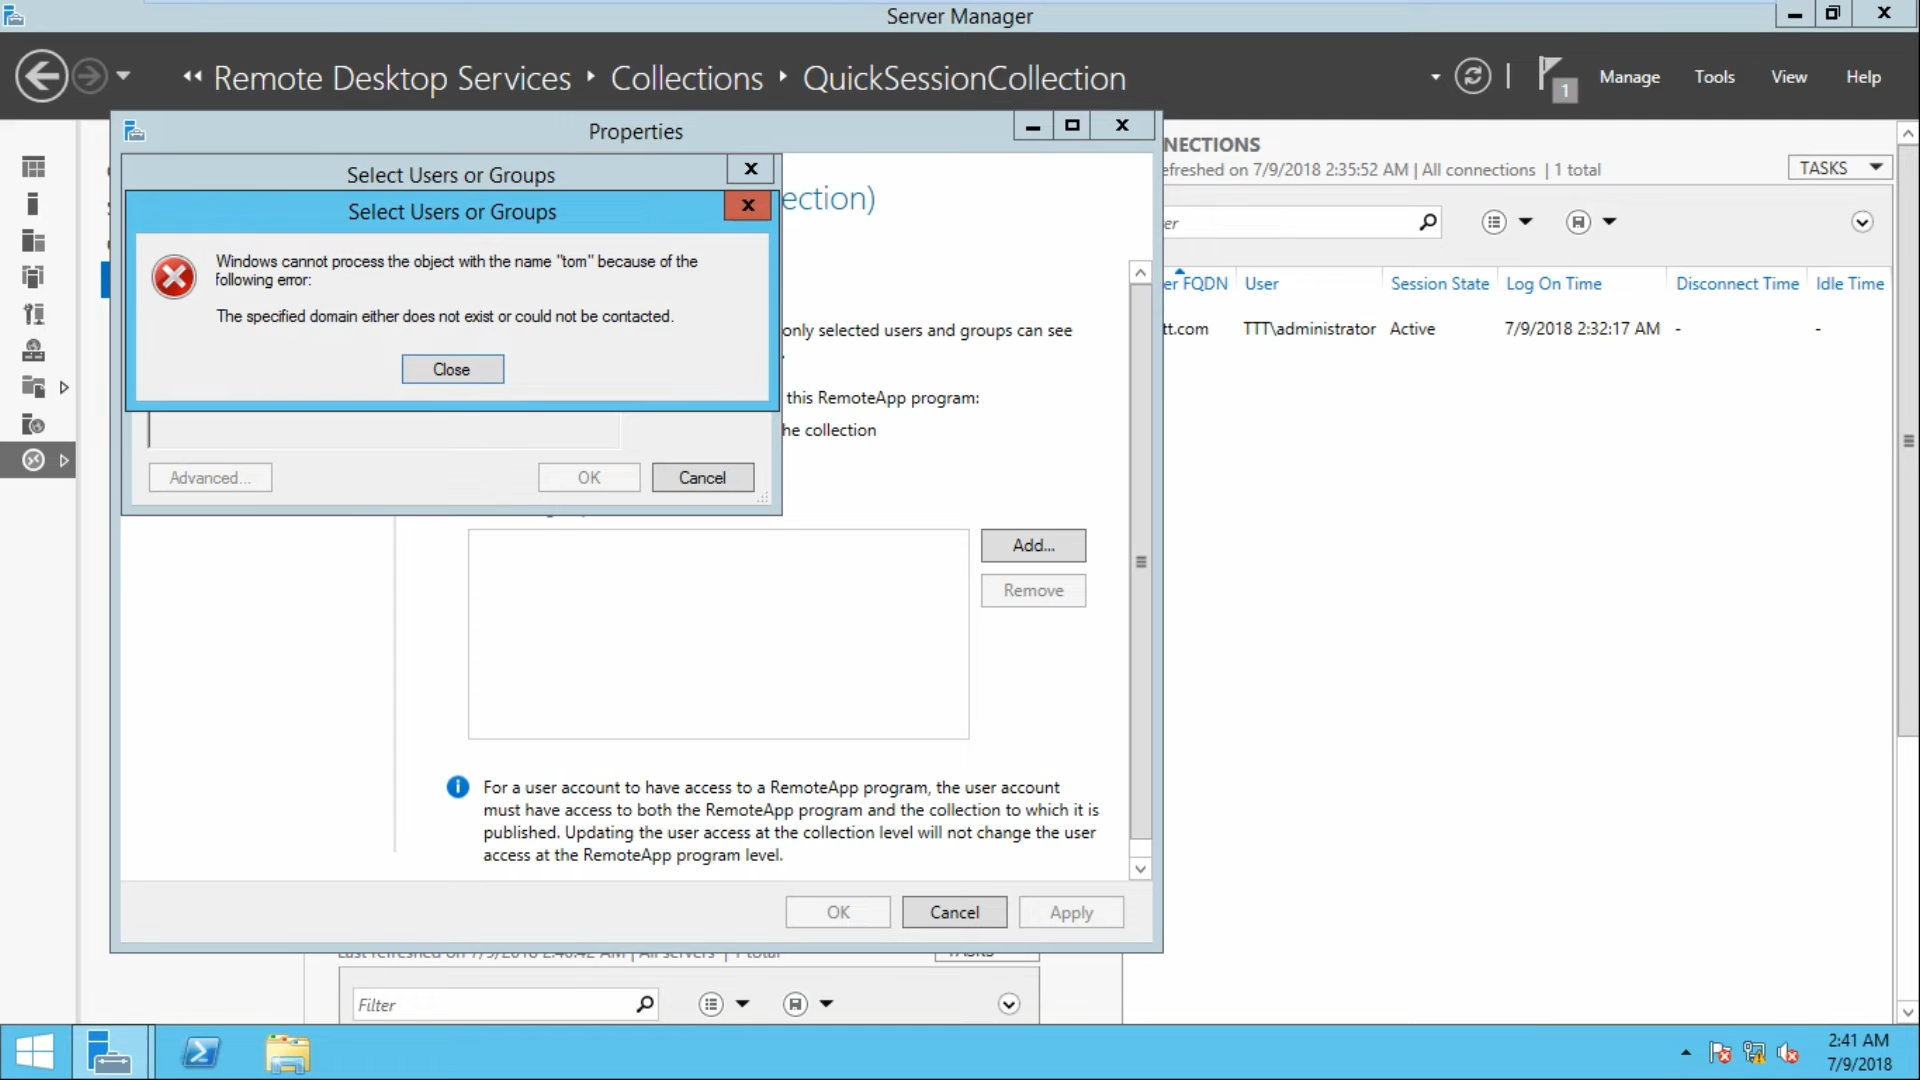 Server Manager
Remote Desktop Services
Collections
QuickSessionCollection
1
Manage
Tools
View
Help
Properties
Select Users or Groups
Select Users or Groups
Windows cannot process the object with the name "tom" because of the
following error:
The specified domain either does not exist or could not be contacted.
Close
Advanced...
OK
Cancel
ection)
only selected users and groups can see
this RemoteApp program:
he collection
Add...
Remove
For a user account to have access to a RemoteApp program, the user account
must have access to both the RemoteApp program and the collection to which it is
published. Updating the user access at the collection level will not change the user
access at the RemoteApp program level.
OK
Cancel
Apply
NECTIONS
efreshed on 7/9/2018 2:35:52 AM | All connections | 1 total
TASKS
er
er FQDN
User
Session State
Log On Time
Disconnect Time
Idle Time
tt.com
TTT\administrator
Active
7/9/2018 2:32:17 AM
-
-
Filter
2:41 AM
7/9/2018